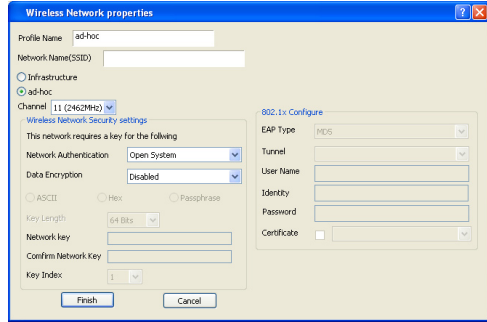 Wireless Network properties
Profile Name ad-hoc
Network Name(SSID)
Infrastructure
ad-hoc
Channel 11 (2462MHz)
Wireless Network Security settings
This network requires a key for the follwing
Network Authentication Open System
Data Encryption Disabled
ASCII Hex Passphrase
Key Length 64 Bits
Network key
Comfirm Network Key
Key Index 1
Finish Cancel
802.1x Configure
EAP Type MD5
Tunnel
User Name
Identity
Password
Certificate